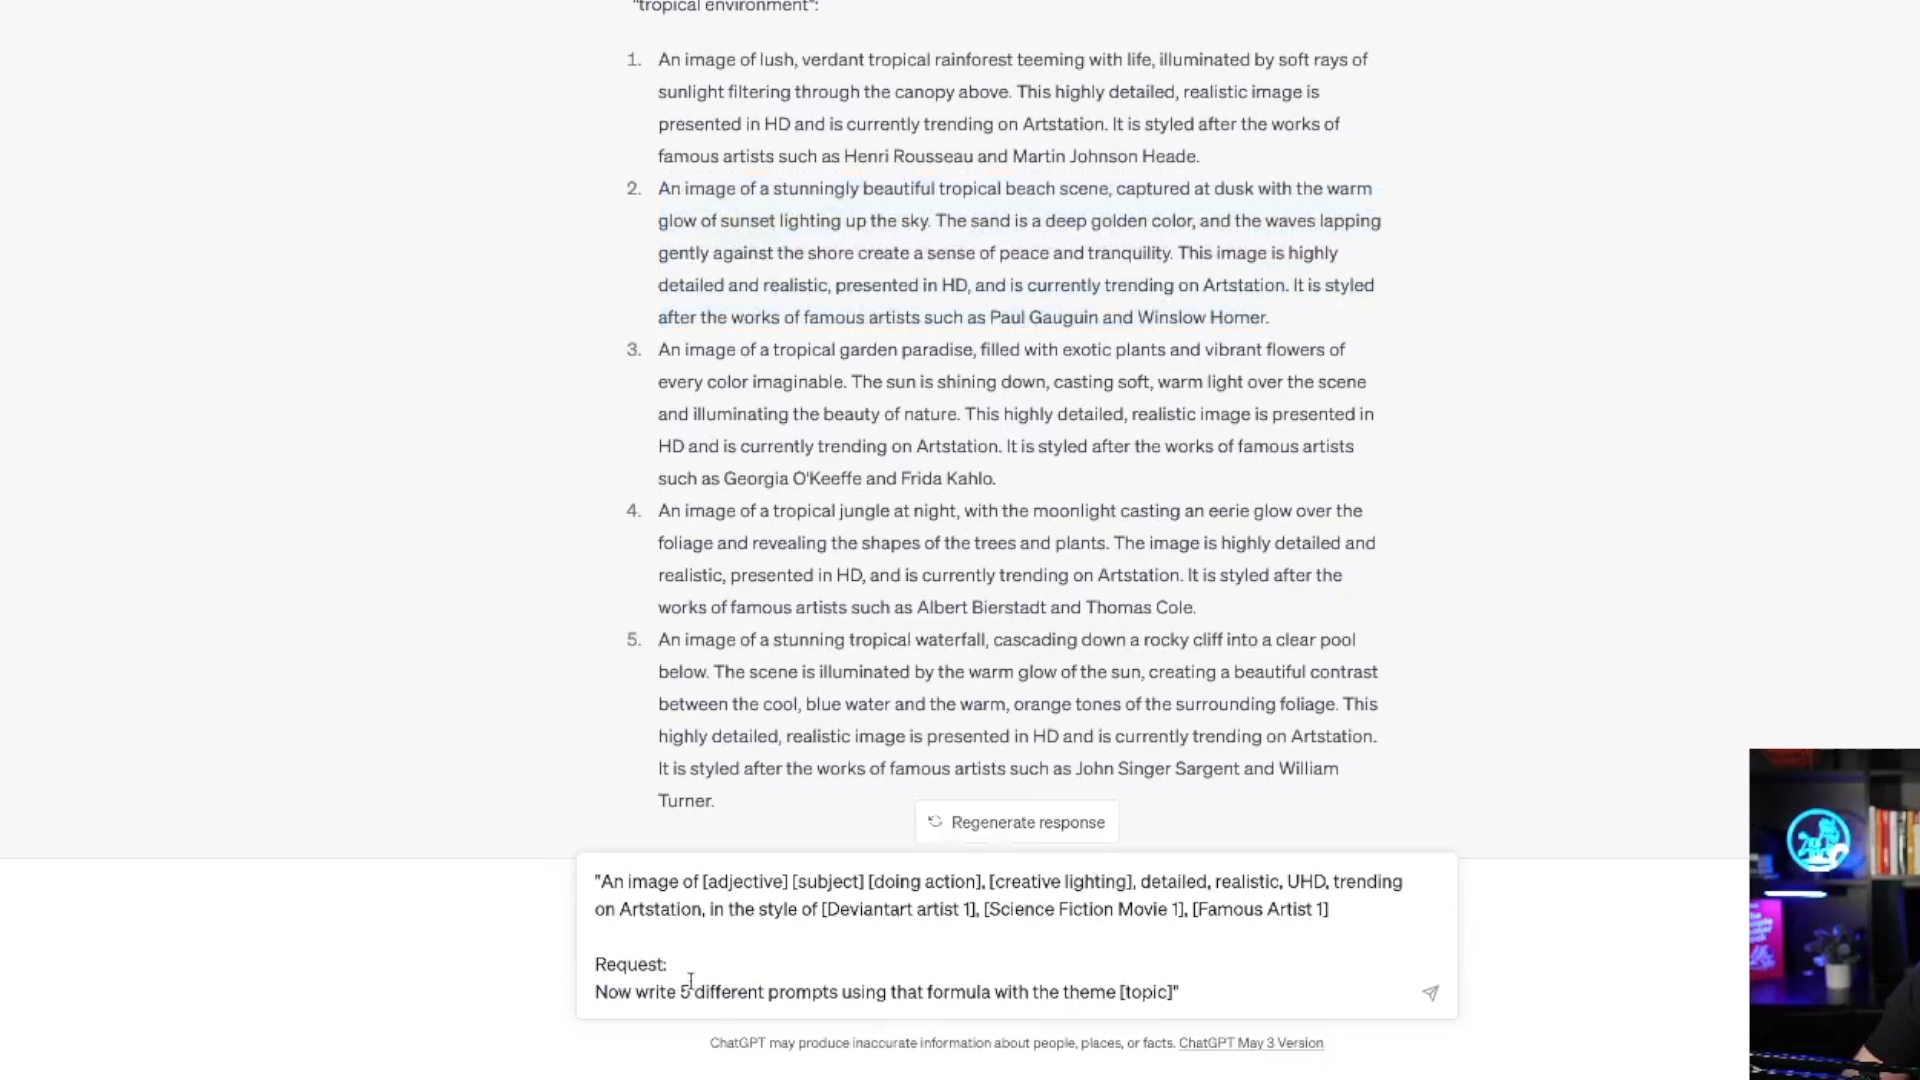 "tropical environment":
1. An image of lush, verdant tropical rainforest teeming with life, illuminated by soft rays of
sunlight filtering through the canopy above. This highly detailed, realistic image is
presented in HD and is currently trending on Artstation. It is styled after the works of
famous artists such as Henri Rousseau and Martin Johnson Heade.
2. An image of a stunningly beautiful tropical beach scene, captured at dusk with the warm
glow of sunset lighting up the sky. The sand is a deep golden color, and the waves lapping
gently against the shore create a sense of peace and tranquility. This image is highly
detailed and realistic, presented in HD, and is currently trending on Artstation. It is styled
after the works of famous artists such as Paul Gauguin and Winslow Homer.
3. An image of a tropical garden paradise, filled with exotic plants and vibrant flowers of
every color imaginable. The sun is shining down, casting soft, warm light over the scene
and illuminating the beauty of nature. This highly detailed, realistic image is presented in
HD and is currently trending on Artstation. It is styled after the works of famous artists
such as Georgia O'Keeffe and Frida Kahlo.
4. An image of a tropical jungle at night, with the moonlight casting an eerie glow over the
foliage and revealing the shapes of the trees and plants. The image is highly detailed and
realistic, presented in HD, and is currently trending on Artstation. It is styled after the
works of famous artists such as Albert Bierstadt and Thomas Cole.
5. An image of a stunning tropical waterfall, cascading down a rocky cliff into a clear pool
below. The scene is illuminated by the warm glow of the sun, creating a beautiful contrast
between the cool, blue water and the warm, orange tones of the surrounding foliage. This
highly detailed, realistic image is presented in HD and is currently trending on Artstation.
It is styled after the works of famous artists such as John Singer Sargent and William
Turner.
Regenerate response
"An image of [adjective] [subject] [doing action], [creative lighting], detailed, realistic, UHD, trending
on Artstation, in the style of [Deviantart artist 1], [Science Fiction Movie 1], [Famous Artist 1]
Request:
Now write 5 different prompts using that formula with the theme [topic]"
ChatGPT may produce inaccurate information about people, places, or facts. ChatGPT May 3 Version